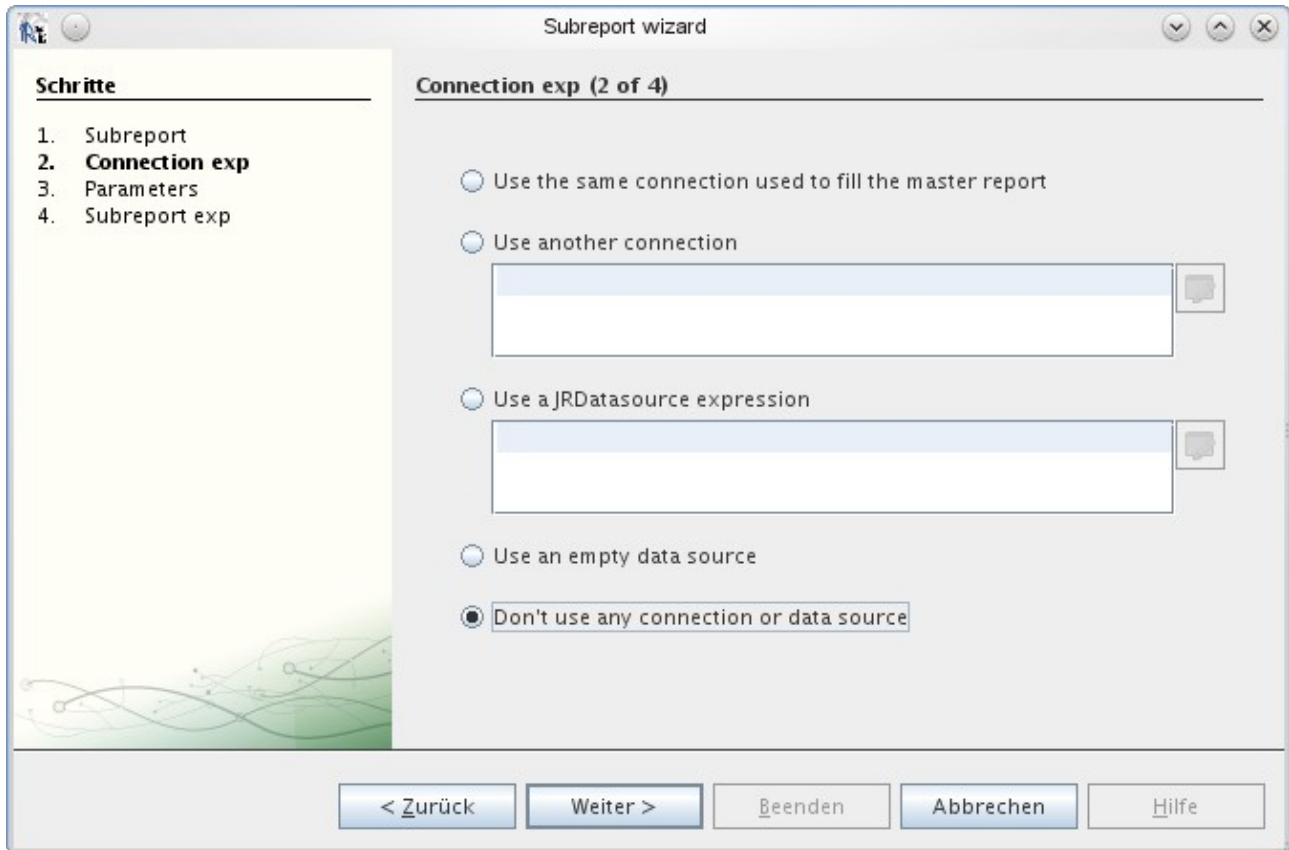 Subreport wizard
Schritte
1. Subreport
2. Connection exp
3. Parameters
4. Subreport exp
Connection exp (2 of 4)
Use the same connection used to fill the master report
Use another connection
Use a JRDatasource expression
Use an empty data source
Don't use any connection or data source
< Zurück
Weiter >
Beenden
Abbrechen
Hilfe